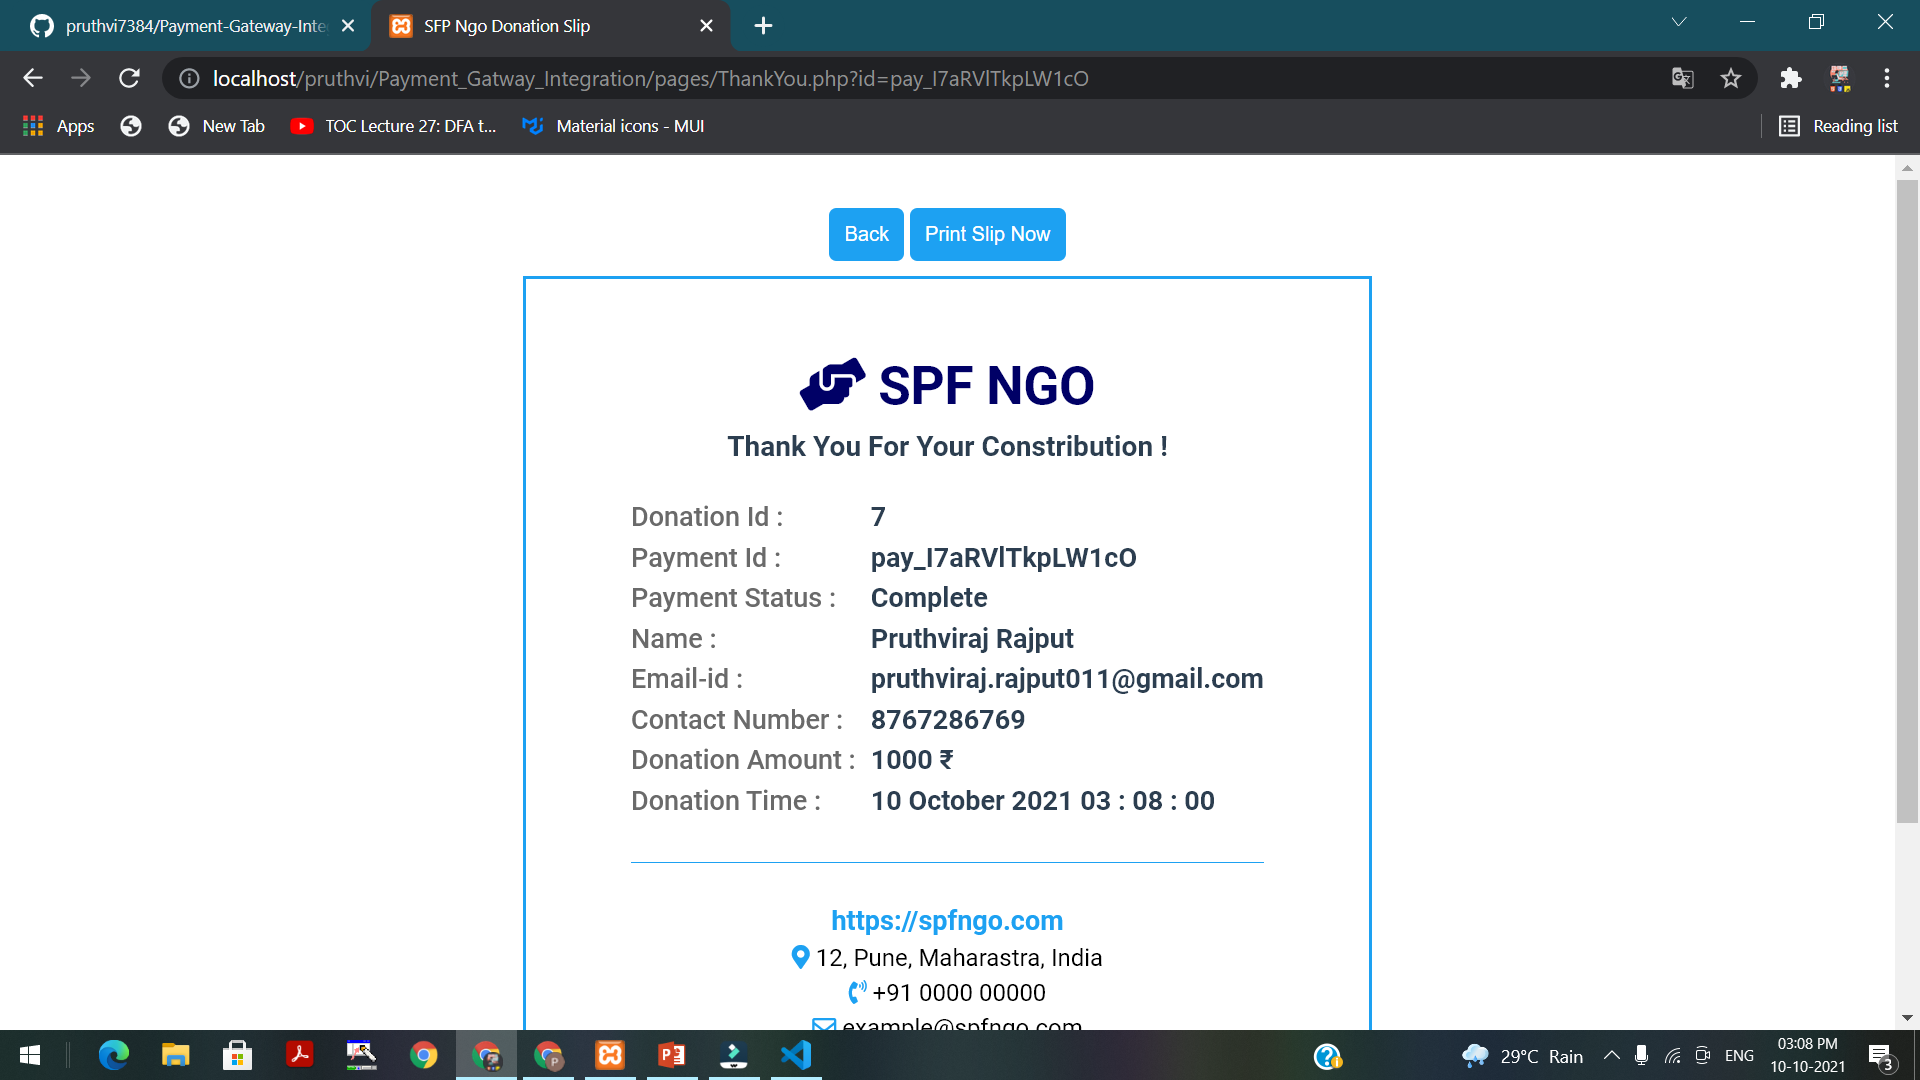 pruthvi7384/Payment-Gateway-Inte
SFP Ngo Donation Slip
localhost/pruthvi/Payment_Gatway_Integration/pages/ThankYou.php?id=pay_I7aRVlTkpLW1cO
Apps
New Tab
TOC Lecture 27: DFA t...
Material icons - MUI
Reading list
Back
Print Slip Now
SPF NGO
Thank You For Your Constribution !
Donation Id : 7
Payment Id : pay_I7aRVlTkpLW1cO
Payment Status : Complete
Name : Pruthviraj Rajput
Email-id : pruthviraj.rajput011@gmail.com
Contact Number : 8767286769
Donation Amount : 1000 ₹
Donation Time : 10 October 2021 03 : 08 : 00
https://spfngo.com
12, Pune, Maharastra, India
+91 0000 00000
example@spfngo.com
29°C Rain
ENG
03:08 PM
10-10-2021
3